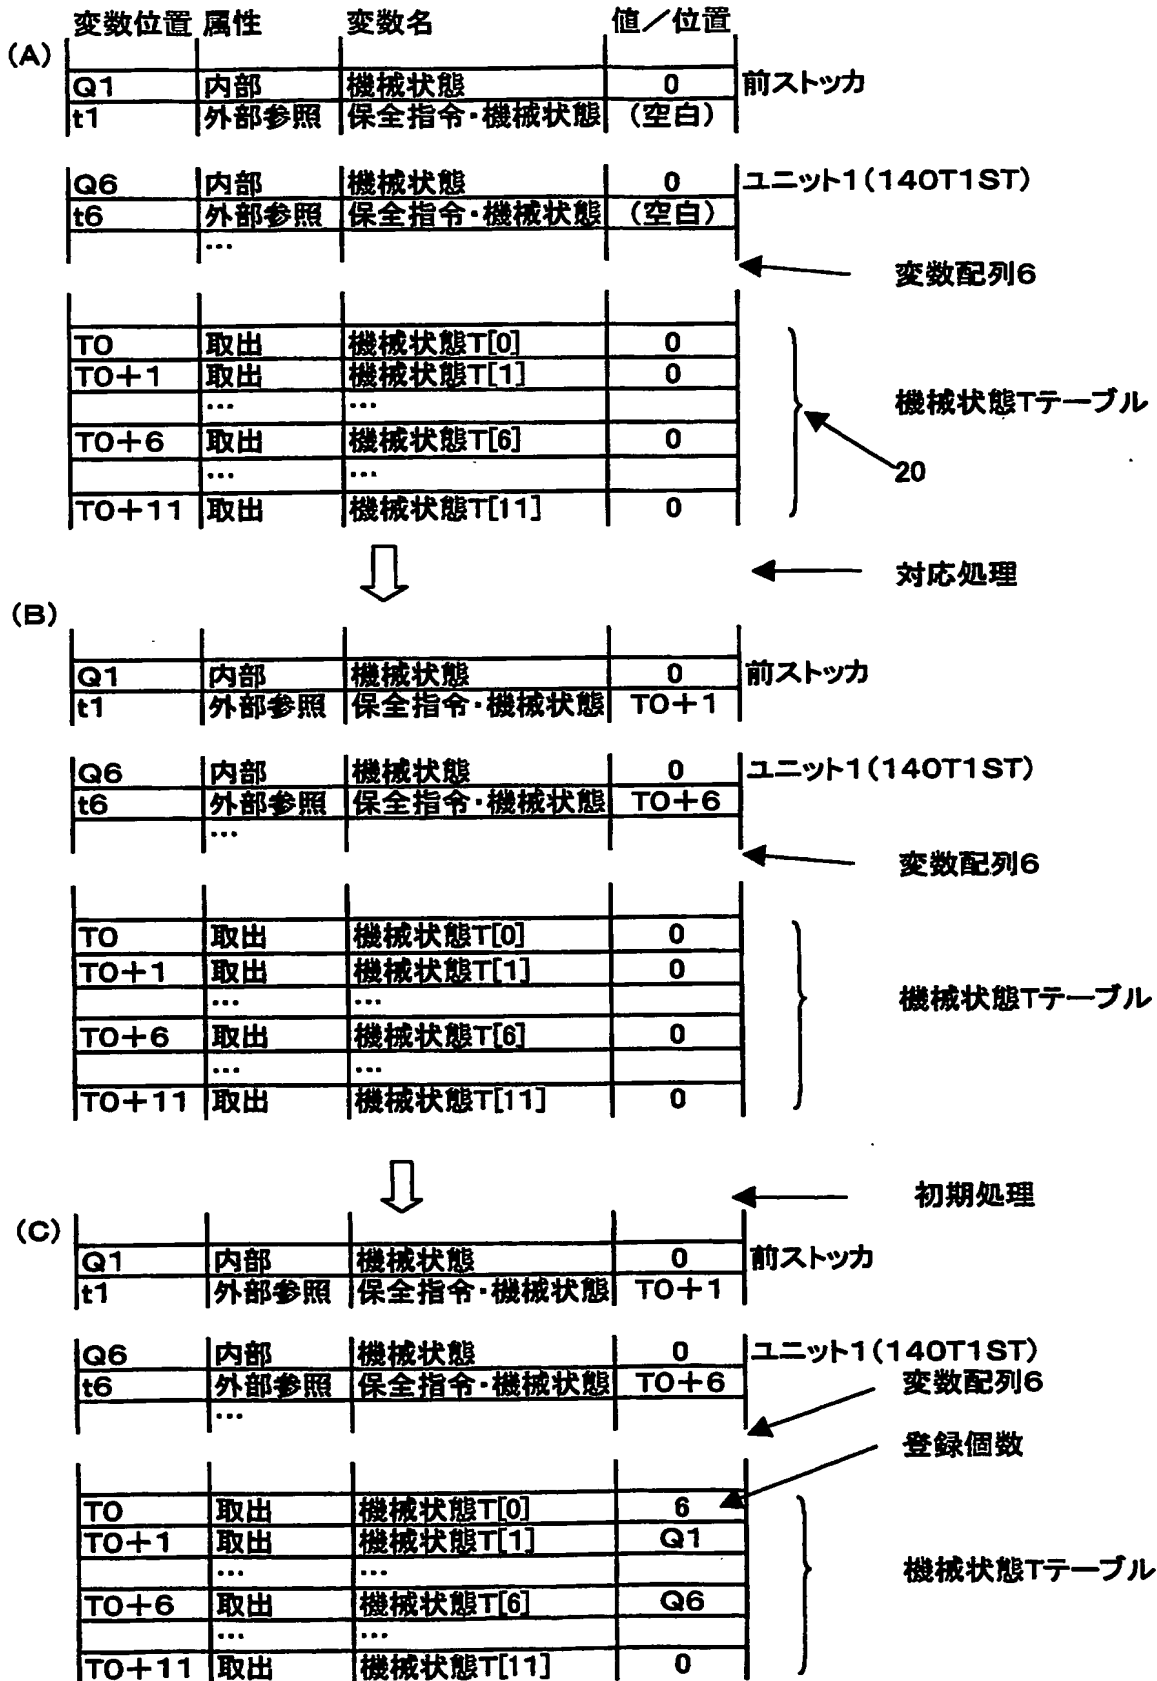 変数位置 属性 変数名 値／位置
(A)
Q1 内部 機械状態 0 前ストッカ
t1 外部参照 保全指令・機械状態 (空白)
Q6 内部 機械状態 0 ユニット1(140T1ST)
t6 外部参照 保全指令・機械状態 (空白)
…
変数配列6
T0 取出 機械状態T[0] 0
T0＋1 取出 機械状態T[1] 0
… …
機械状態Tテーブル
T0＋6 取出 機械状態T[6] 0
… …
20
T0＋11 取出 機械状態T[11] 0
対応処理
(B)
Q1 内部 機械状態 0 前ストッカ
t1 外部参照 保全指令・機械状態 T0＋1
Q6 内部 機械状態 0 ユニット1(140T1ST)
t6 外部参照 保全指令・機械状態 T0＋6
…
変数配列6
T0 取出 機械状態T[0] 0
T0＋1 取出 機械状態T[1] 0
… …
機械状態Tテーブル
T0＋6 取出 機械状態T[6] 0
… …
T0＋11 取出 機械状態T[11] 0
初期処理
(C)
Q1 内部 機械状態 0 前ストッカ
t1 外部参照 保全指令・機械状態 T0＋1
Q6 内部 機械状態 0 ユニット1(140T1ST)
t6 外部参照 保全指令・機械状態 T0＋6
変数配列6
…
登録個数
T0 取出 機械状態T[0] 6
T0＋1 取出 機械状態T[1] Q1
… …
機械状態Tテーブル
T0＋6 取出 機械状態T[6] Q6
… …
T0＋11 取出 機械状態T[11] 0